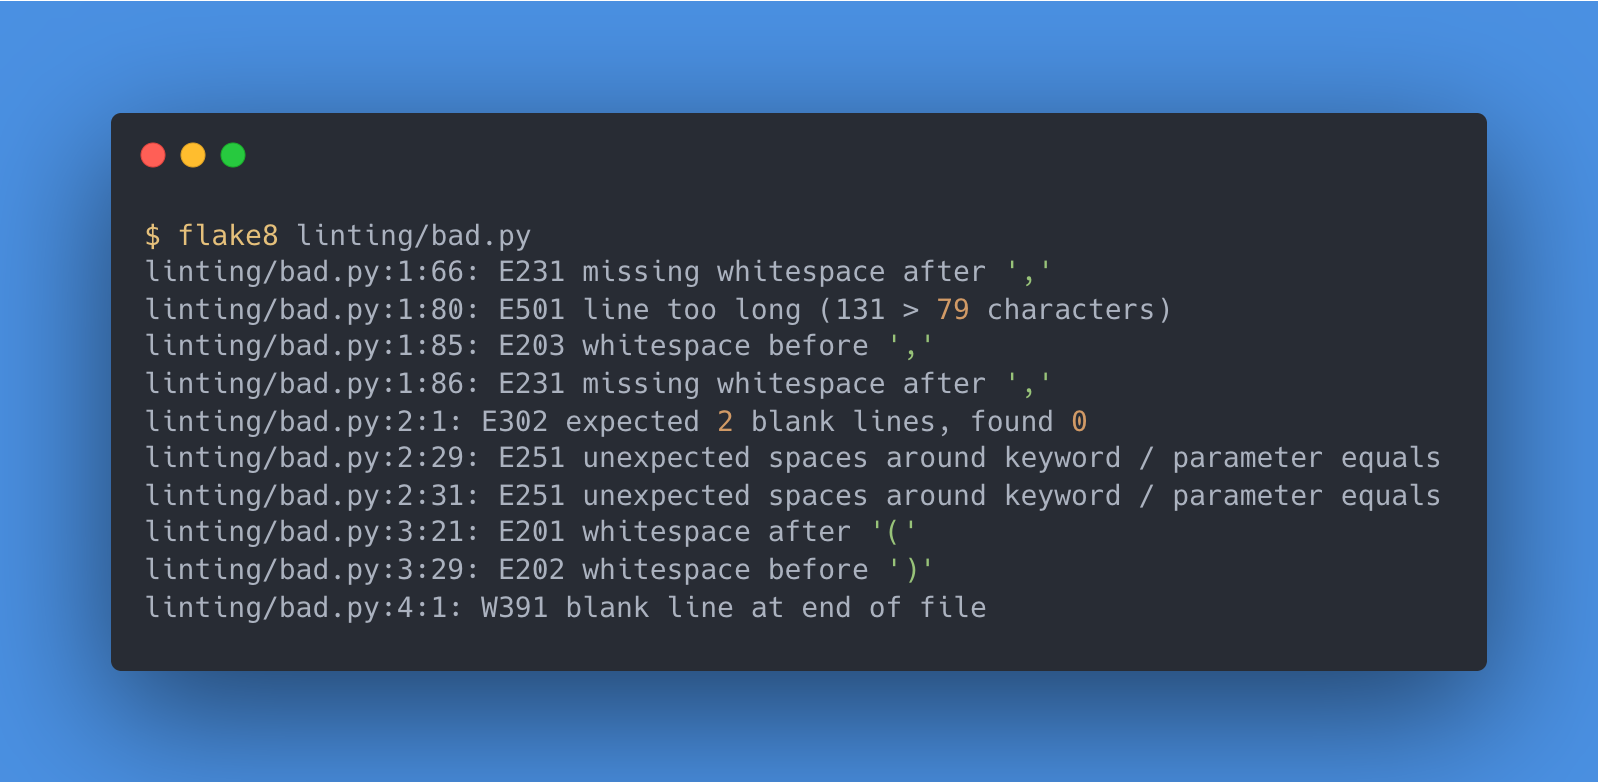 $ flake8 linting/bad.py
linting/bad.py:1:66: E231 missing whitespace after ','
linting/bad.py:1:80: E501 line too long (131 > 79 characters)
linting/bad.py:1:85: E203 whitespace before ','
linting/bad.py:1:86: E231 missing whitespace after ','
linting/bad.py:2:1: E302 expected 2 blank lines, found 0
linting/bad.py:2:29: E251 unexpected spaces around keyword / parameter equals
linting/bad.py:2:31: E251 unexpected spaces around keyword / parameter equals
linting/bad.py:3:21: E201 whitespace after '('
linting/bad.py:3:29: E202 whitespace before ')'
linting/bad.py:4:1: W391 blank line at end of file